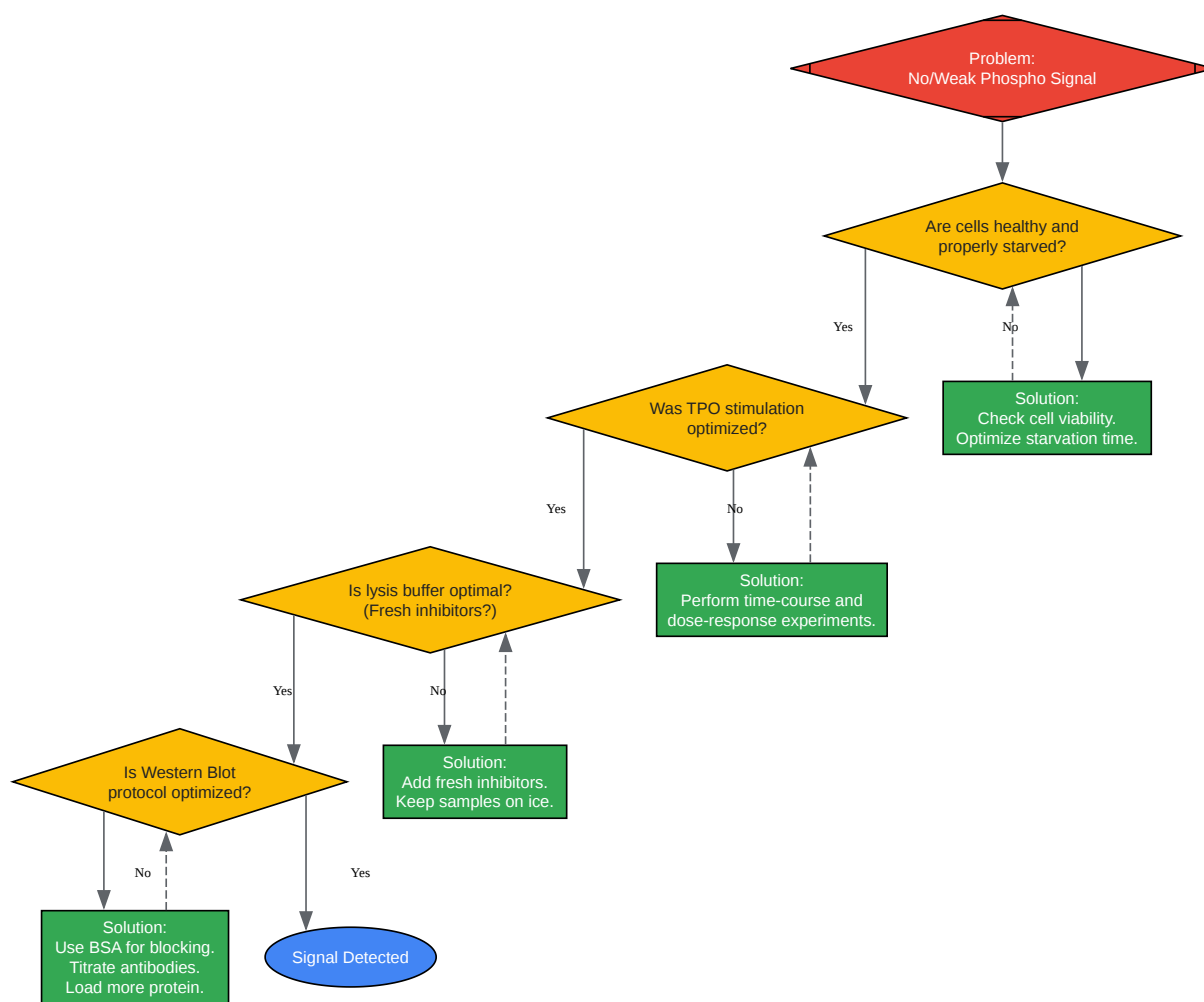 Problem:
No/Weak Phospho Signal
Are cells healthy and
properly starved?
Yes
No
Solution:
Check cell viability.
Optimize starvation time.
Was TPO stimulation
optimized?
Yes
No
Solution:
Perform time-course and
dose-response experiments.
Is lysis buffer optimal?
(Fresh inhibitors?)
Yes
No
Solution:
Add fresh inhibitors.
Keep samples on ice.
Is Western Blot
protocol optimized?
No
Yes
Solution:
Use BSA for blocking.
Titrate antibodies.
Load more protein.
Signal Detected